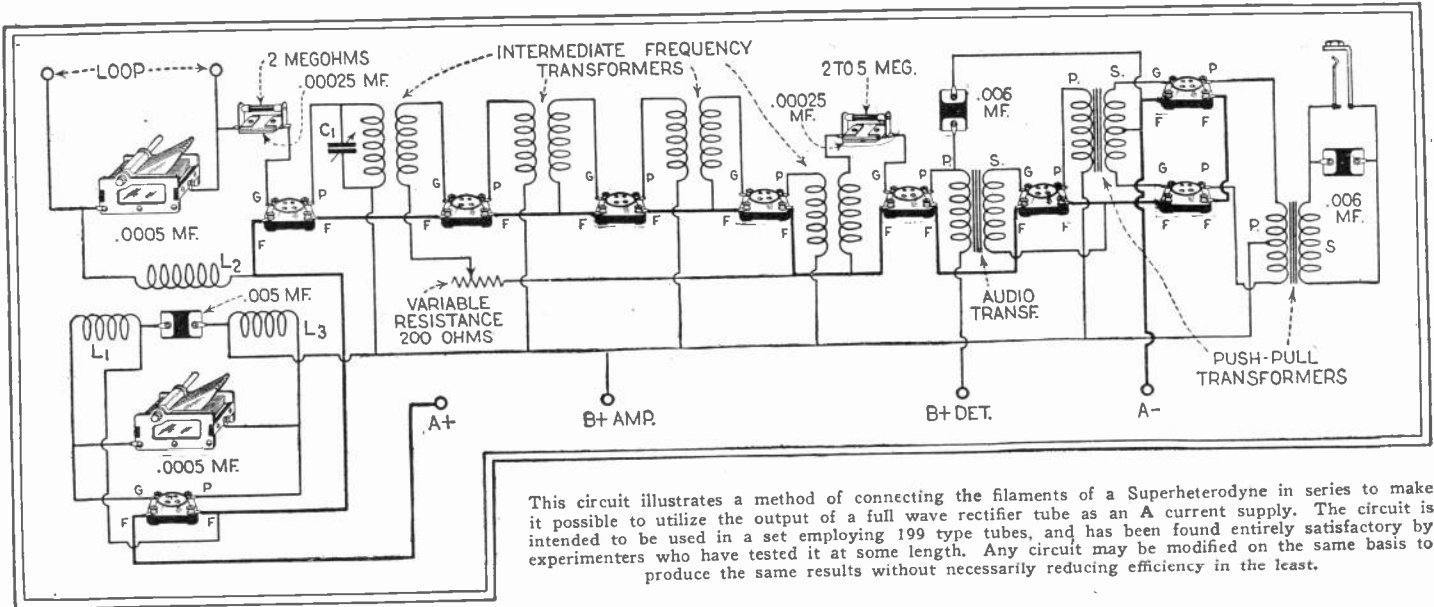 LOOP
2 MEGOHMS
.00025 MF.
INTERMEDIATE FREQUENCY
TRANSFORMERS
.00025
MF.
2 TO 5 MEG.
.006
MF.
P. S.
G P
F F
C1
G P
F F
G P
F F
G P
F F
G P
F F
G P
F F
P. S.
G P
F F
G P
F F
.0005 MF.
L2
.005 MF.
L1
L3
VARIABLE
RESISTANCE
200 OHMS
AUDIO
TRANSF.
.006
MF.
P. S
PUSH-PULL
TRANSFORMERS
A+
B+ AMP.
B+ DET.
A-
.0005 MF.
G P
F F
This circuit illustrates a method of connecting the filaments of a Superheterodyne in series to make
it possible to utilize the output of a full wave rectifier tube as an A current supply. The circuit is
intended to be used in a set employing 199 type tubes, and has been found entirely satisfactory by
experimenters who have tested it at some length. Any circuit may be modified on the same basis to
produce the same results without necessarily reducing efficiency in the least.